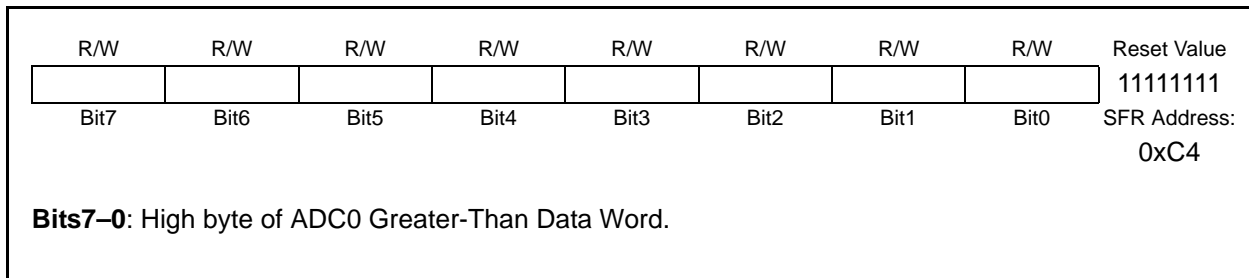 R/W R/W R/W R/W R/W R/W R/W R/W Reset Value
11111111
Bit7 Bit6 Bit5 Bit4 Bit3 Bit2 Bit1 Bit0 SFR Address:
0xC4
Bits7–0: High byte of ADC0 Greater-Than Data Word.